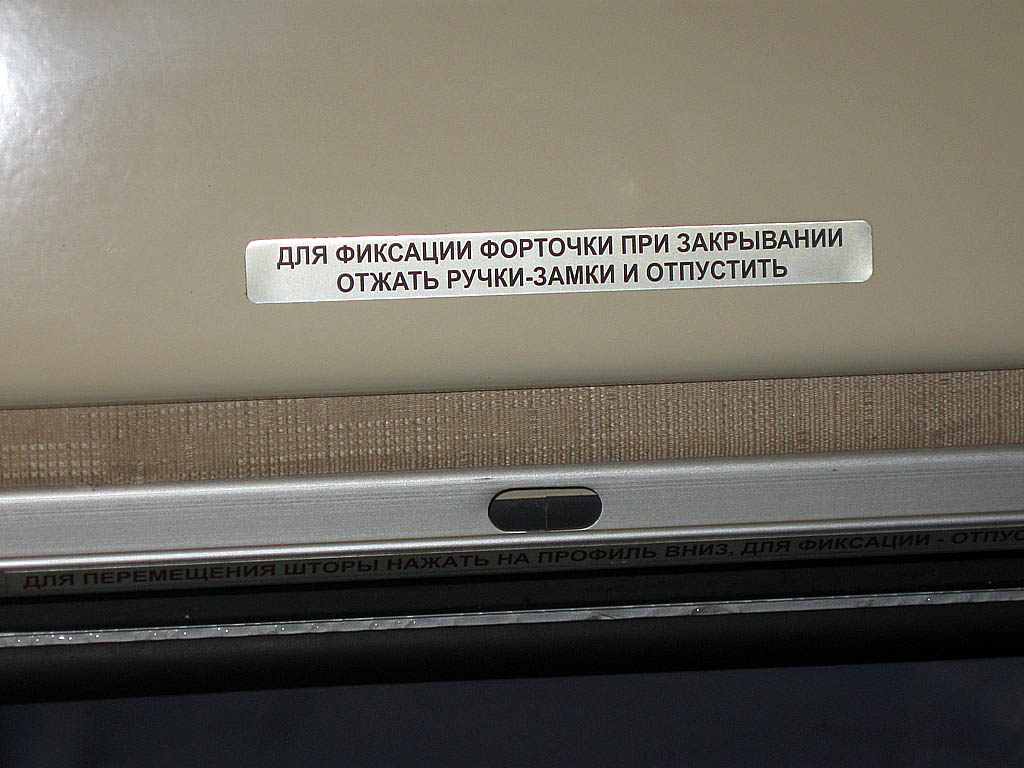 ДЛЯ ФИКСАЦИИ ФОРТОЧКИ ПРИ ЗАКРЫВАНИИ
ОТЖАТЬ РУЧКИ-ЗАМКИ И ОТПУСТИТЬ
ДЛЯ ПЕРЕМЕЩЕНИЯ ШТОРЫ НАЖАТЬ НА ПРОФИЛЬ ВНИЗ, ДЛЯ ФИКСАЦИИ -